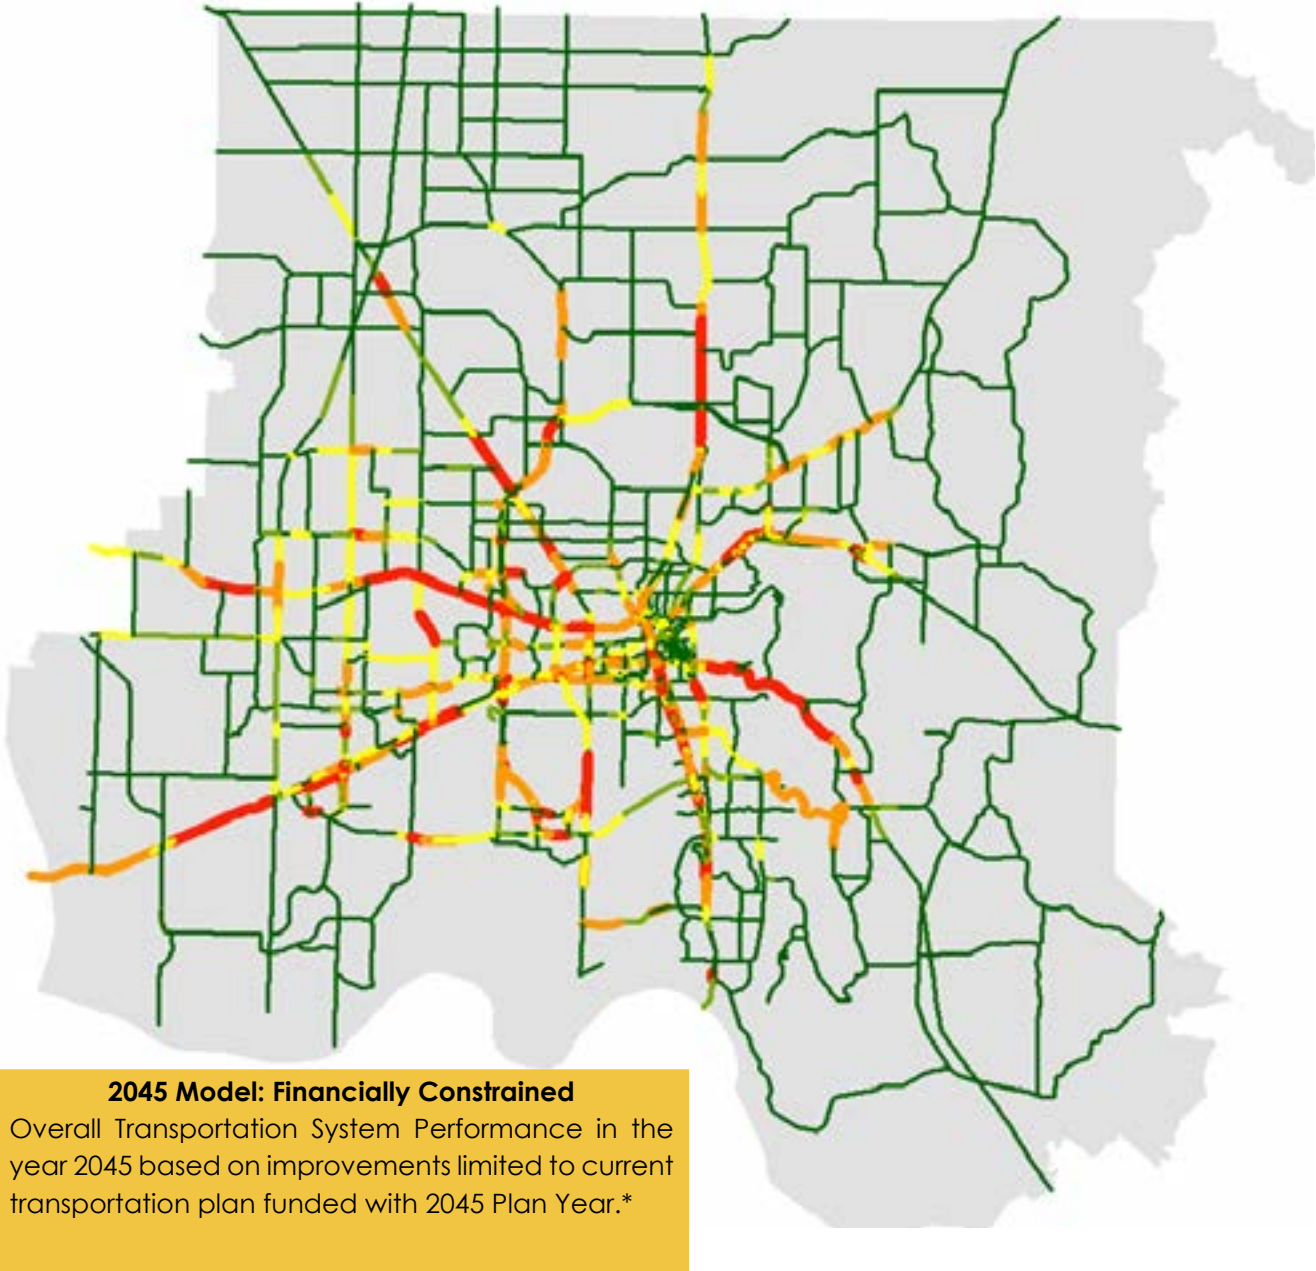 2045 Model: Financially Constrained
Overall Transportation System Performance in the
year 2045 based on improvements limited to current
transportation plan funded with 2045 Plan Year.*